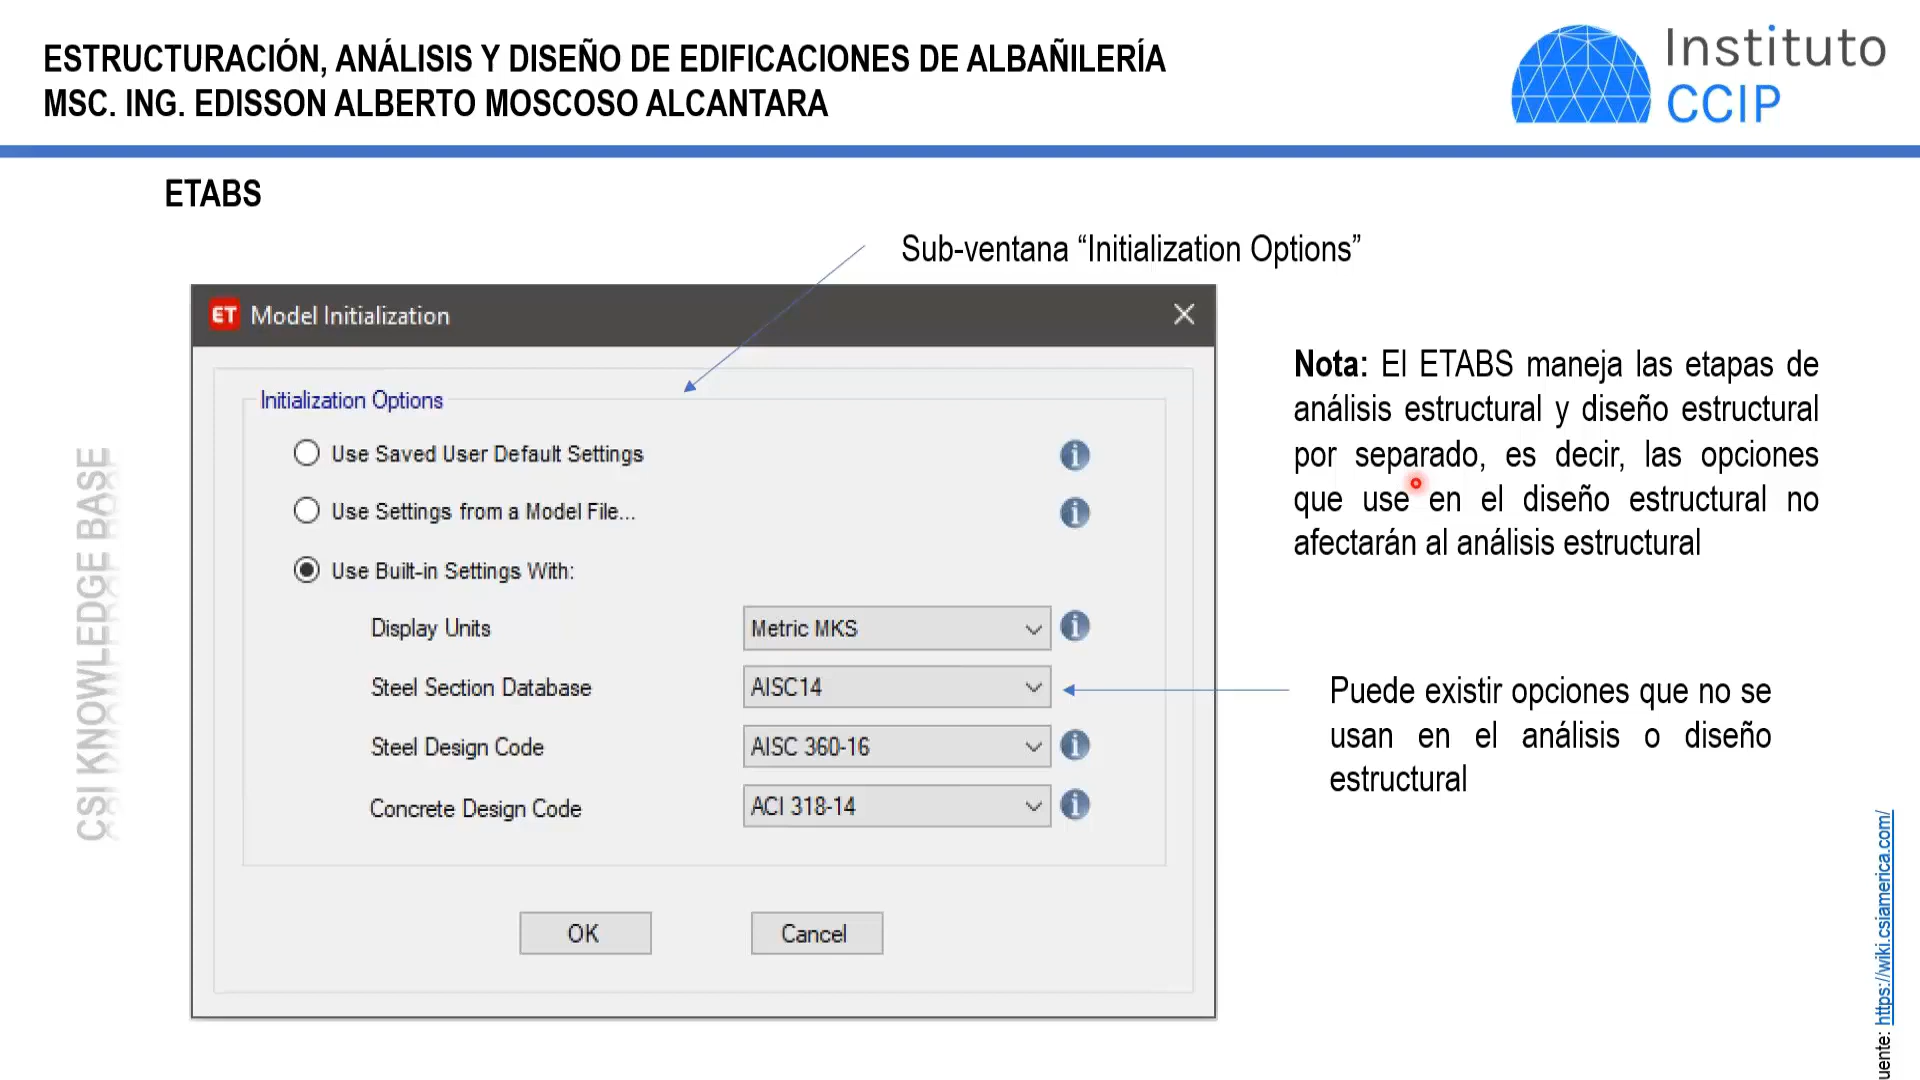 ESTRUCTURACIÓN, ANÁLISIS Y DISEÑO DE EDIFICACIONES DE ALBAÑILERÍA
MSC. ING. EDISSON ALBERTO MOSCOSO ALCANTARA
Instituto
CCIP
ETABS
Sub-ventana “Initialization Options”
ET Model Initialization
Initialization Options
Use Saved User Default Settings
Use Settings from a Model File...
Use Built-in Settings With:
Display Units Metric MKS
Steel Section Database AISC14
Steel Design Code AISC 360-16
Concrete Design Code ACI 318-14
OK Cancel
Nota: El ETABS maneja las etapas de
análisis estructural y diseño estructural
por separado, es decir, las opciones
que use en el diseño estructural no
afectarán al análisis estructural
Puede existir opciones que no se
usan en el análisis o diseño
estructural
CSI KNOWLEDGE BASE
uente: https://wiki.csiamerica.com/